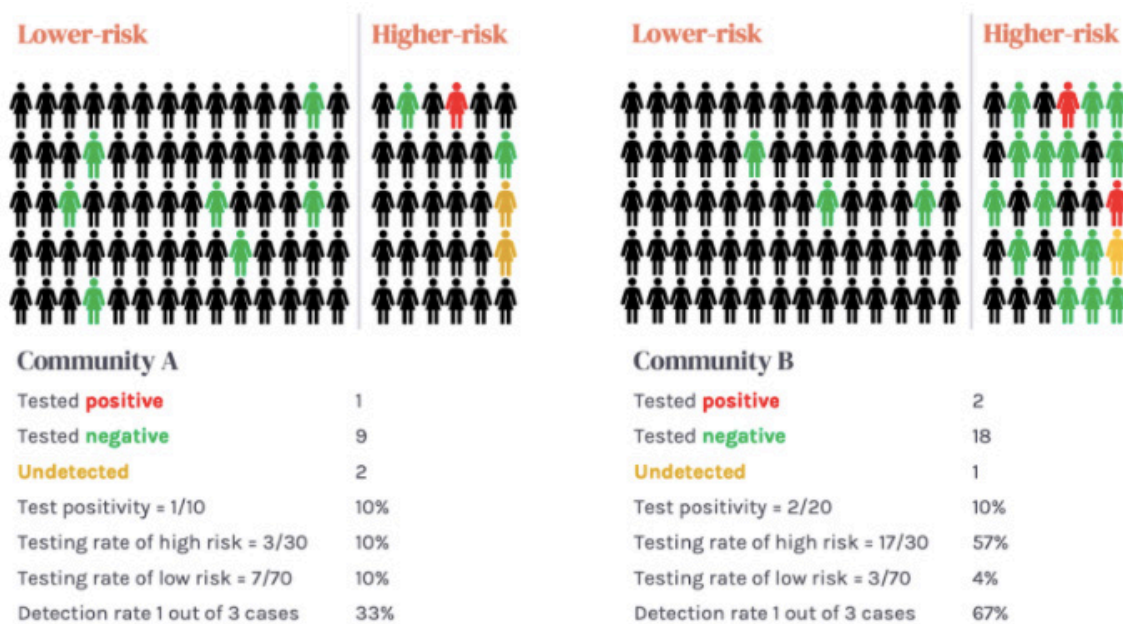 Lower-risk Higher-risk
Lower-risk Higher-risk
Community A
Tested positive 1
Tested negative 9
Undetected 2
Test positivity = 1/10 10%
Testing rate of high risk = 3/30 10%
Testing rate of low risk = 7/70 10%
Detection rate 1 out of 3 cases 33%
Community B
Tested positive 2
Tested negative 18
Undetected 1
Test positivity = 2/20 10%
Testing rate of high risk = 17/30 57%
Testing rate of low risk = 3/70 4%
Detection rate 1 out of 3 cases 67%